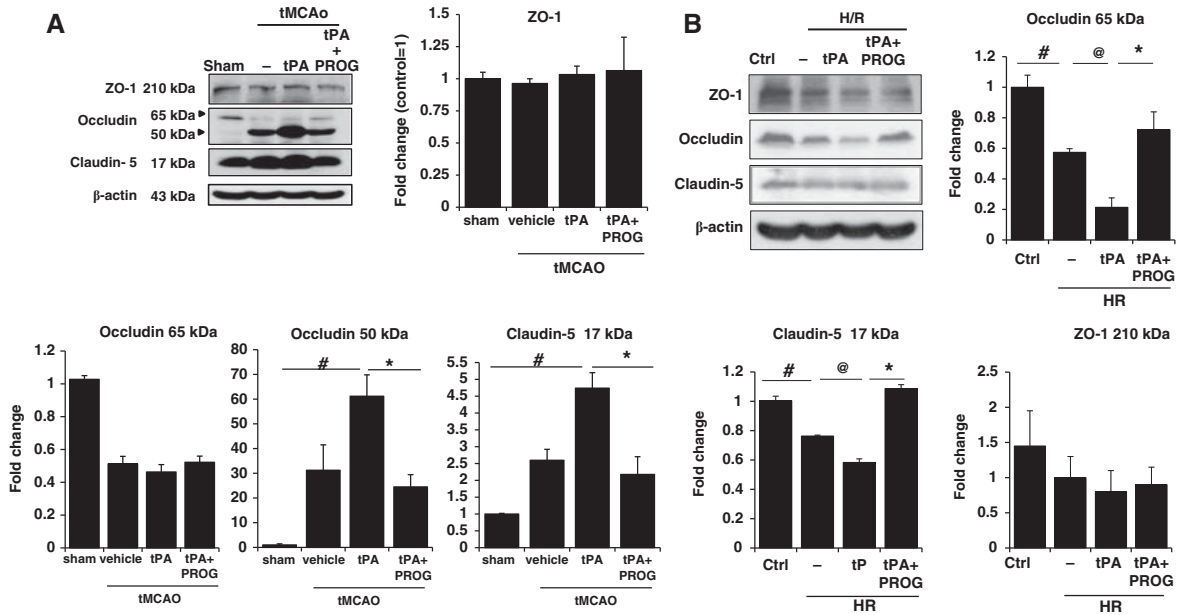 A
tMCAo
tPA
+
Sham – tPA PROG
ZO-1 210 kDa
Occludin 65 kDa
50 kDa
Claudin- 5 17 kDa
β-actin 43 kDa
ZO-1
Fold change (control=1)
1.5
1.25
1
0.75
0.5
0.25
0
sham vehicle tPA tPA+
PROG
tMCAO
B
H/R
tPA+
Ctrl – tPA PROG
ZO-1
Occludin
Claudin-5
β-actin
Occludin 65 kDa
# @ *
1.2
1
0.8
0.6
0.4
0.2
0
Ctrl – tPA tPA+
PROG
HR
Occludin 65 kDa
Fold change
1.2
1
0.8
0.6
0.4
0.2
0
sham vehicle tPA tPA+
PROG
tMCAO
Occludin 50 kDa
# *
80
70
60
50
40
30
20
10
0
sham vehicle tPA tPA+
PROG
tMCAO
Claudin-5 17 kDa
# *
5.5
5
4.5
4
3.5
3
2.5
2
1.5
1
0.5
0
sham vehicle tPA tPA+
PROG
tMCAO
Claudin-5 17 kDa
# @ *
Fold change
1.2
1
0.8
0.6
0.4
0.2
0
Ctrl – tP tPA+
PROG
HR
ZO-1 210 kDa
Fold change
2.5
2
1.5
1
0.5
0
Ctrl – tPA tPA+
PROG
HR